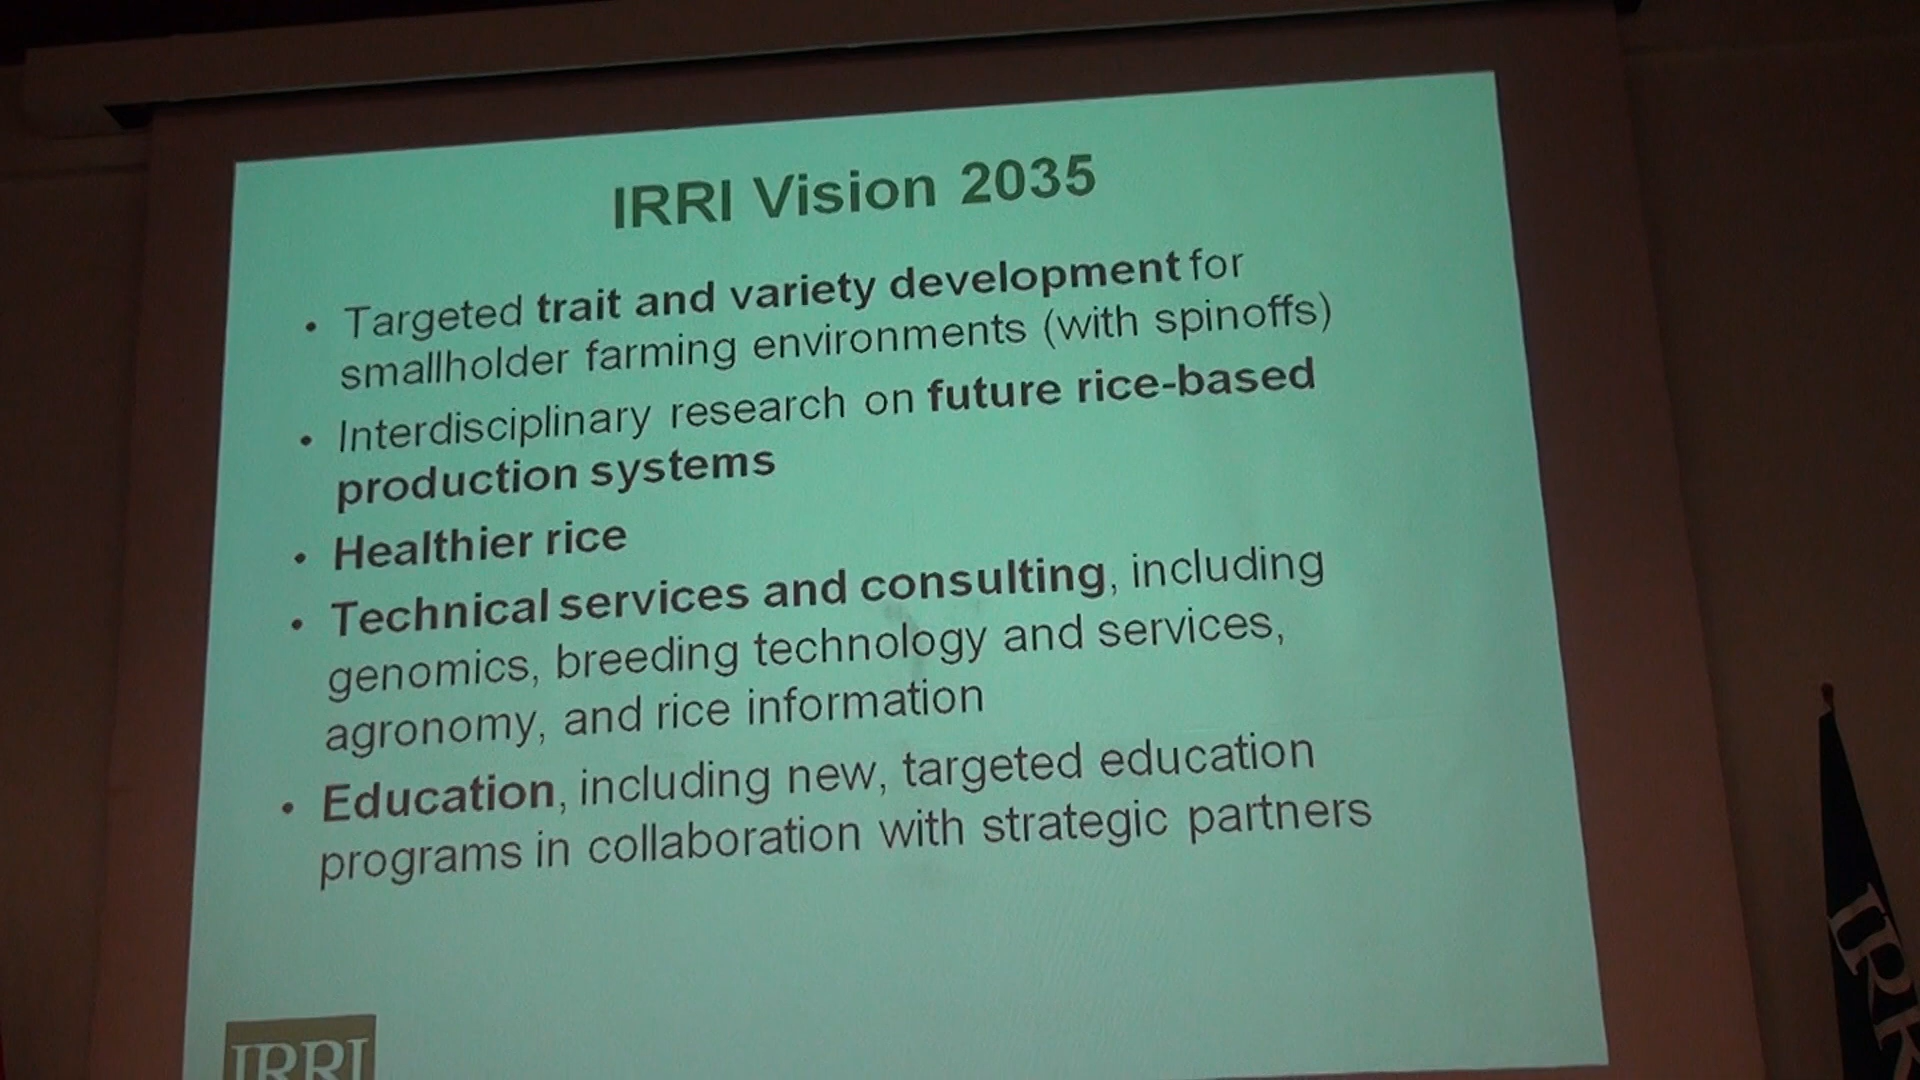 IRRI Vision 2035
• Targeted trait and variety development for
smallholder farming environments (with spinoffs)
• Interdisciplinary research on future rice-based
production systems
• Healthier rice
• Technical services and consulting, including
genomics, breeding technology and services,
agronomy, and rice information
• Education, including new, targeted education
programs in collaboration with strategic partners
IRRI